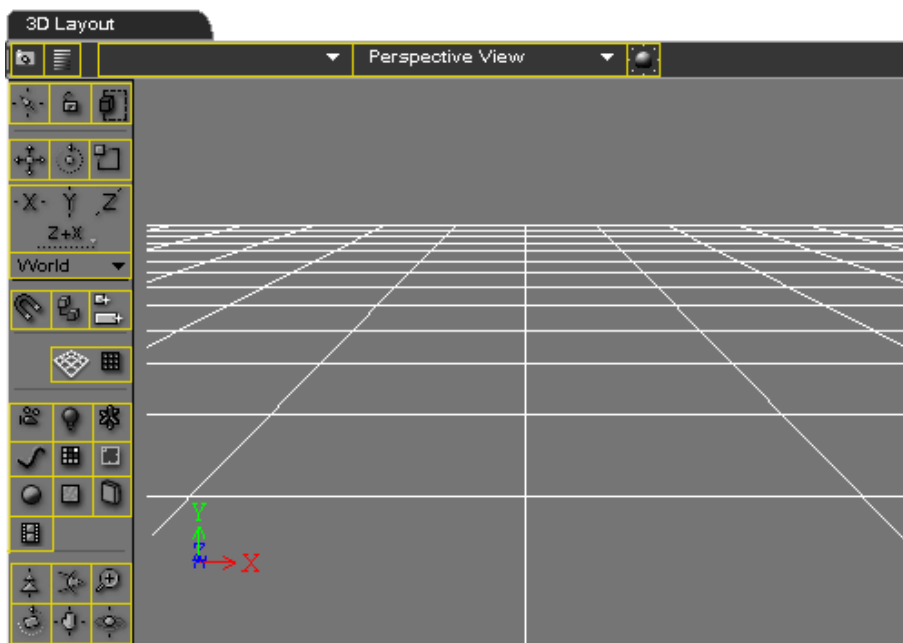 3D Layout
Perspective View
X Y Z
Z+X
World
Y
Z
X